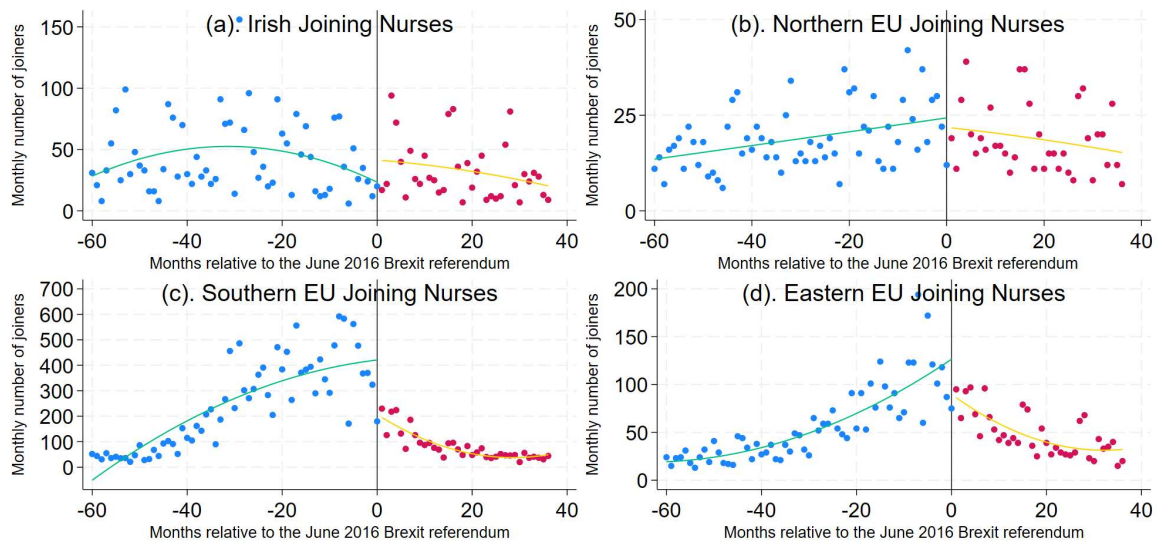 (a). Irish Joining Nurses
Monthly number of joiners
150
100
50
0
-60 -40 -20 0 20 40
Months relative to the June 2016 Brexit referendum
(b). Northern EU Joining Nurses
Monthly number of joiners
50
25
0
-60 -40 -20 0 20 40
Months relative to the June 2016 Brexit referendum
(c). Southern EU Joining Nurses
Monthly number of joiners
700
600
500
400
300
200
100
0
-60 -40 -20 0 20 40
Months relative to the June 2016 Brexit referendum
(d). Eastern EU Joining Nurses
Monthly number of joiners
200
150
100
50
0
-60 -40 -20 0 20 40
Months relative to the June 2016 Brexit referendum